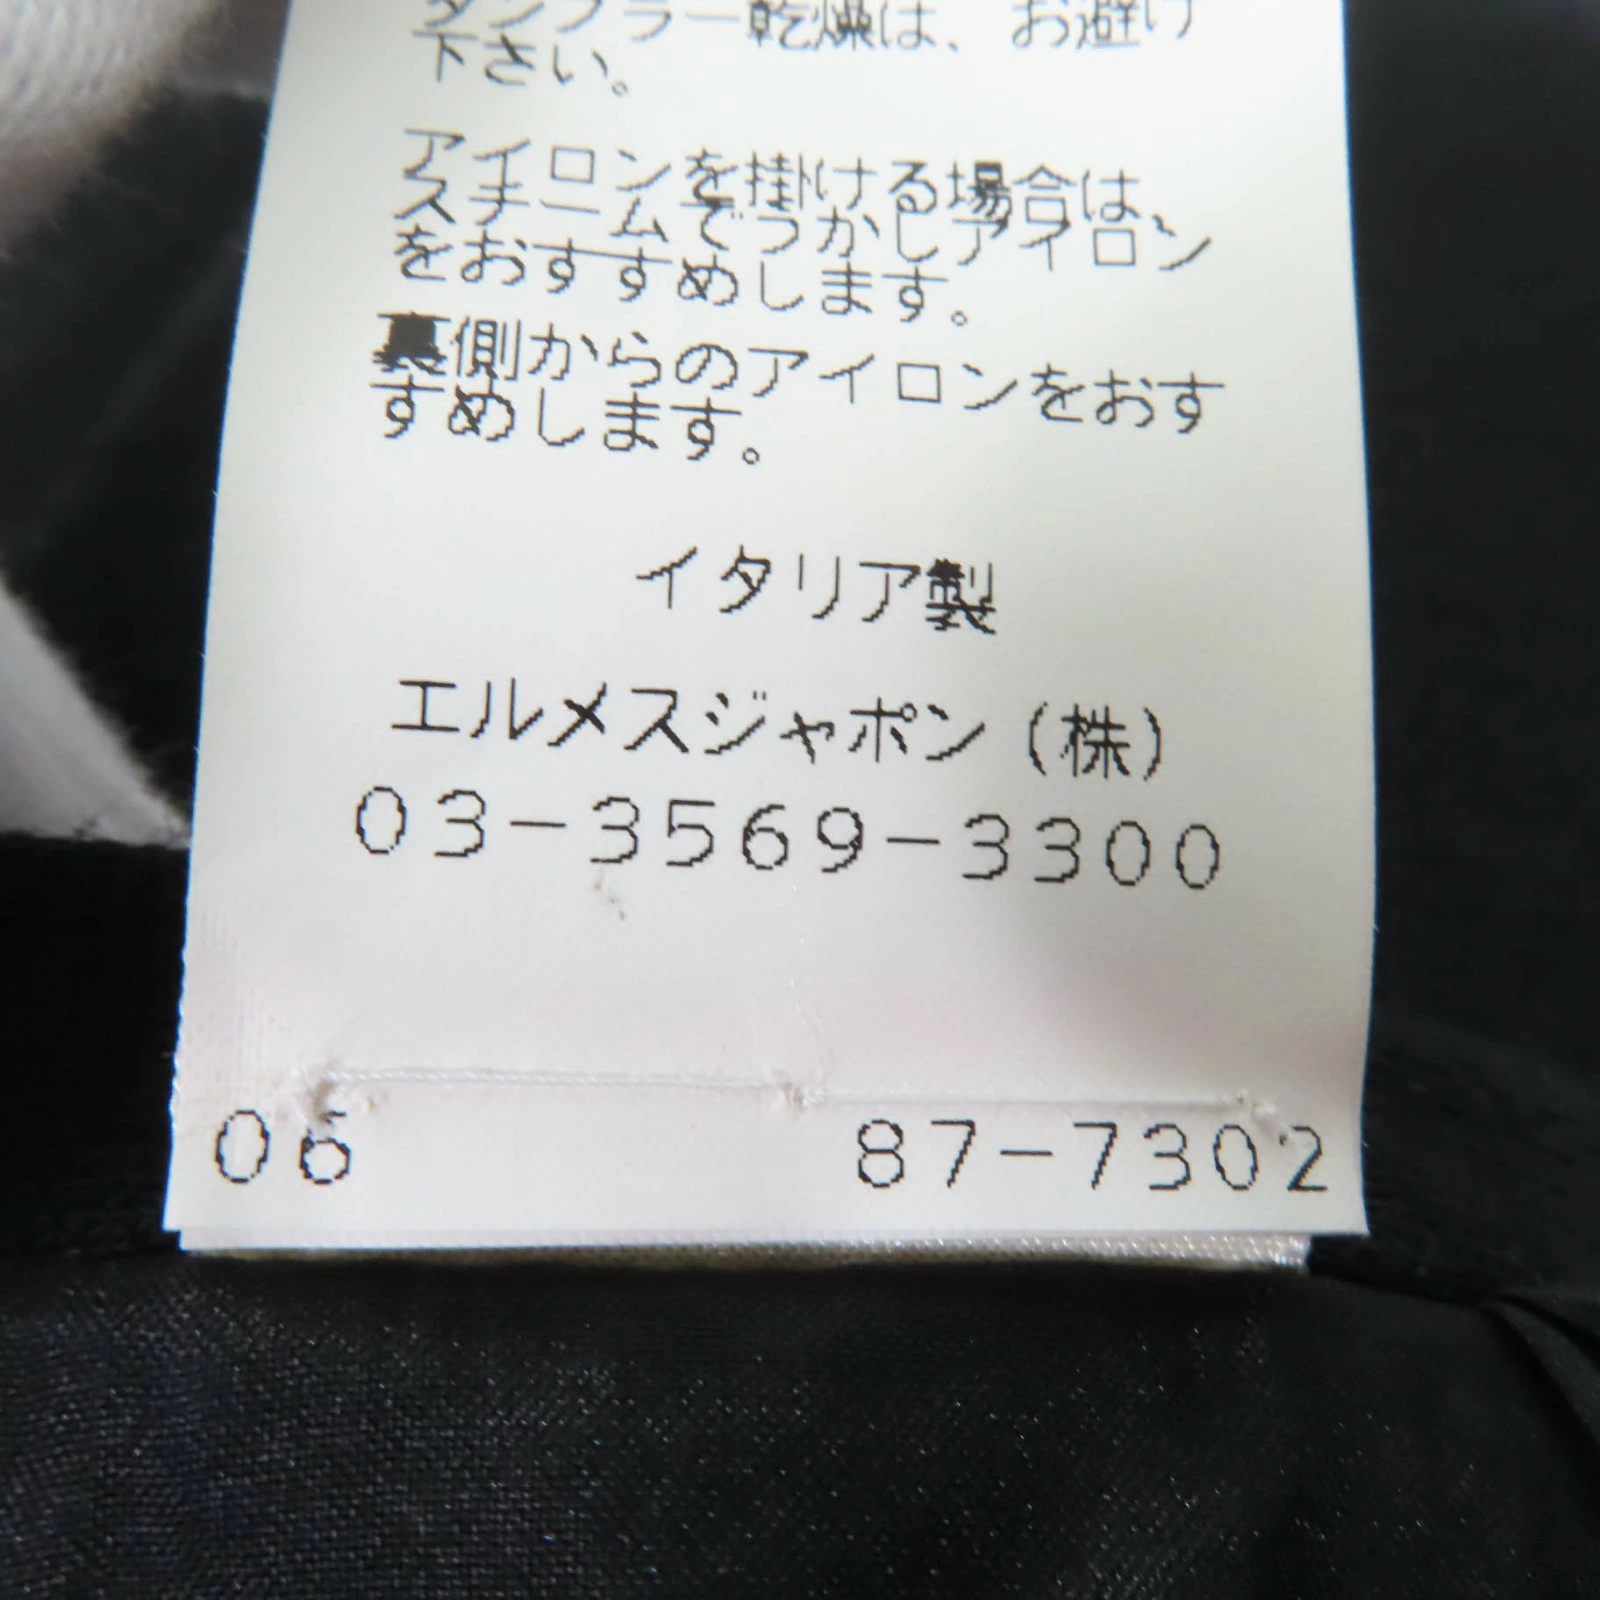 タンブラー乾燥は、お避け
下さい。
アイロンを掛ける場合は、
スチームでうかしアイロン
をおすすめします。
裏側からのアイロンをおす
すめします。
イタリア製
エルメスジャポン（株）
03-3569-3300
06 87-7302